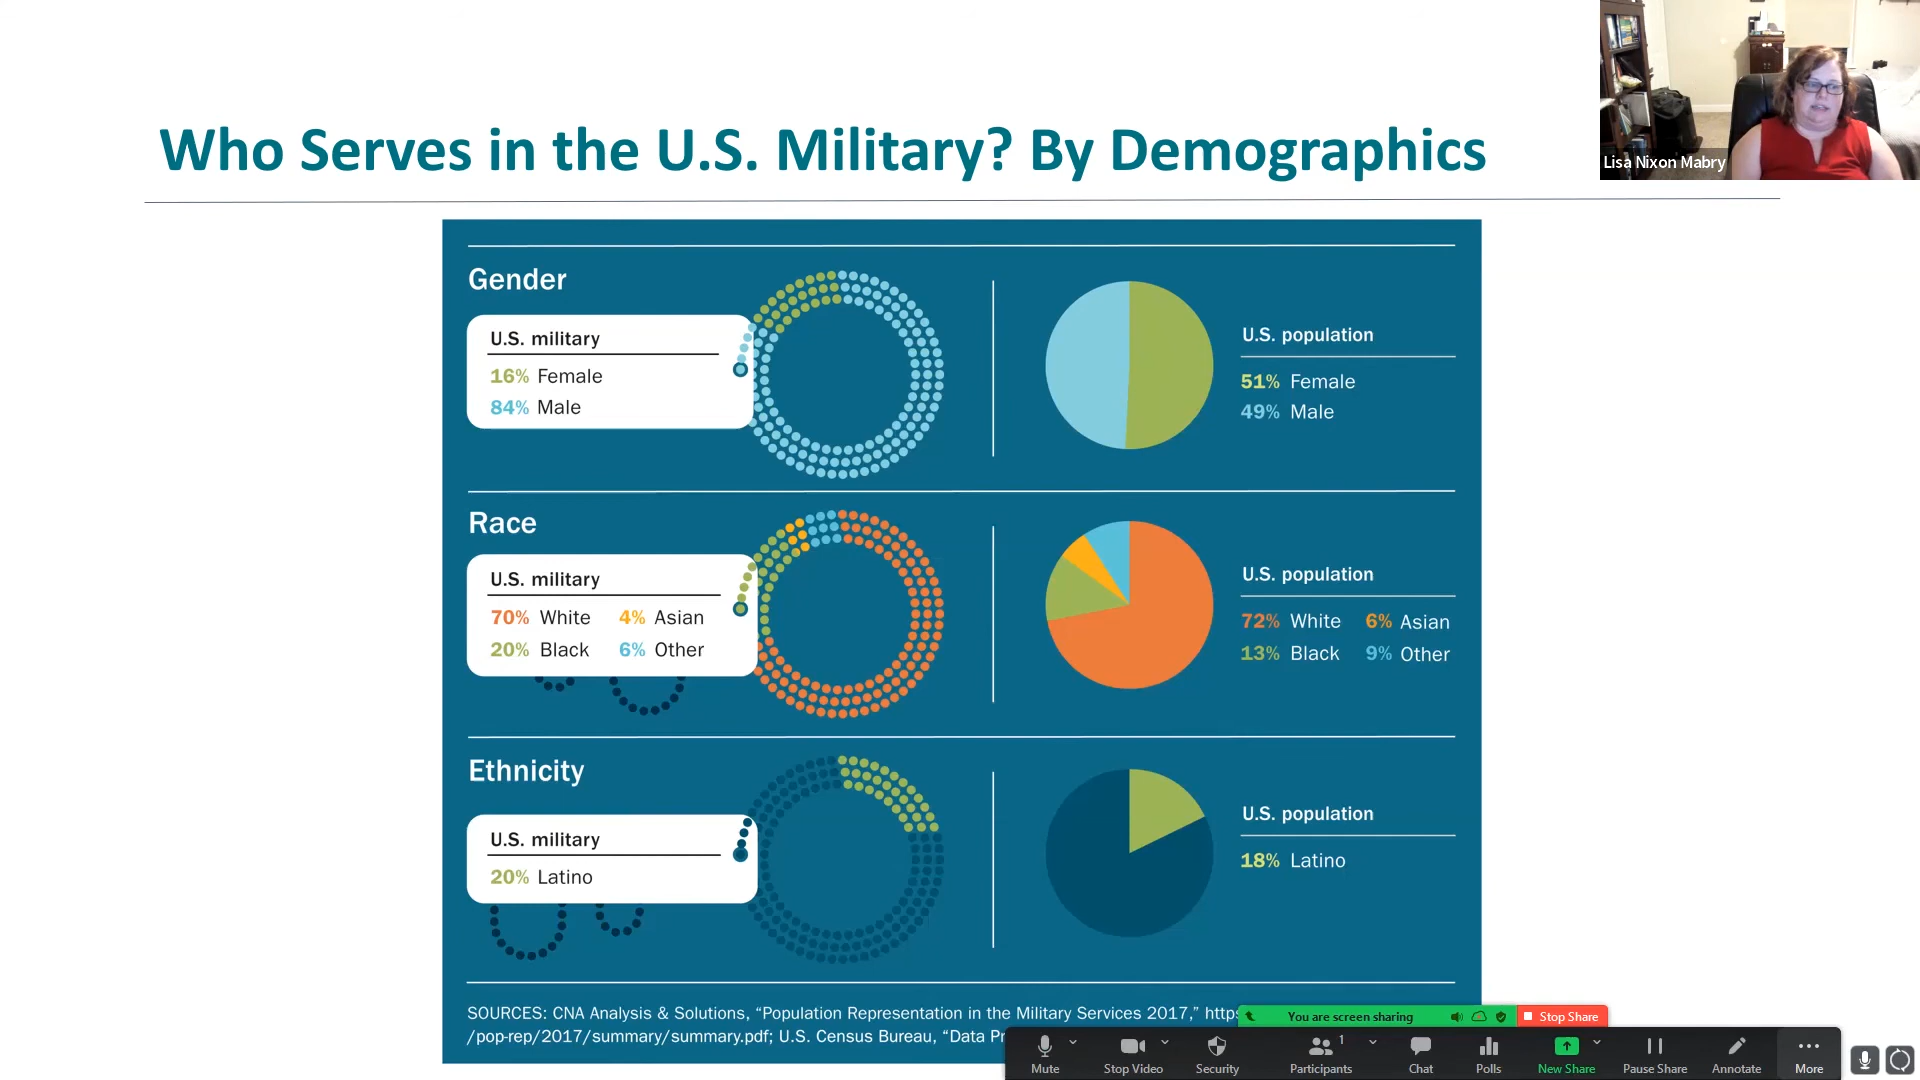 Who Serves in the U.S. Military? By Demographics
Lisa Nixon Mabry
Gender
U.S. military
16% Female
84% Male
U.S. population
51% Female
49% Male
Race
U.S. military
70% White 4% Asian
20% Black 6% Other
U.S. population
72% White 6% Asian
13% Black 9% Other
Ethnicity
U.S. military
20% Latino
U.S. population
18% Latino
SOURCES: CNA Analysis & Solutions, “Population Representation in the Military Services 2017,” https
/pop-rep/2017/summary/summary.pdf; U.S. Census Bureau, “Data Pr
You are screen sharing Stop Share
1
Mute Stop Video Security Participants Chat Polls New Share Pause Share Annotate More